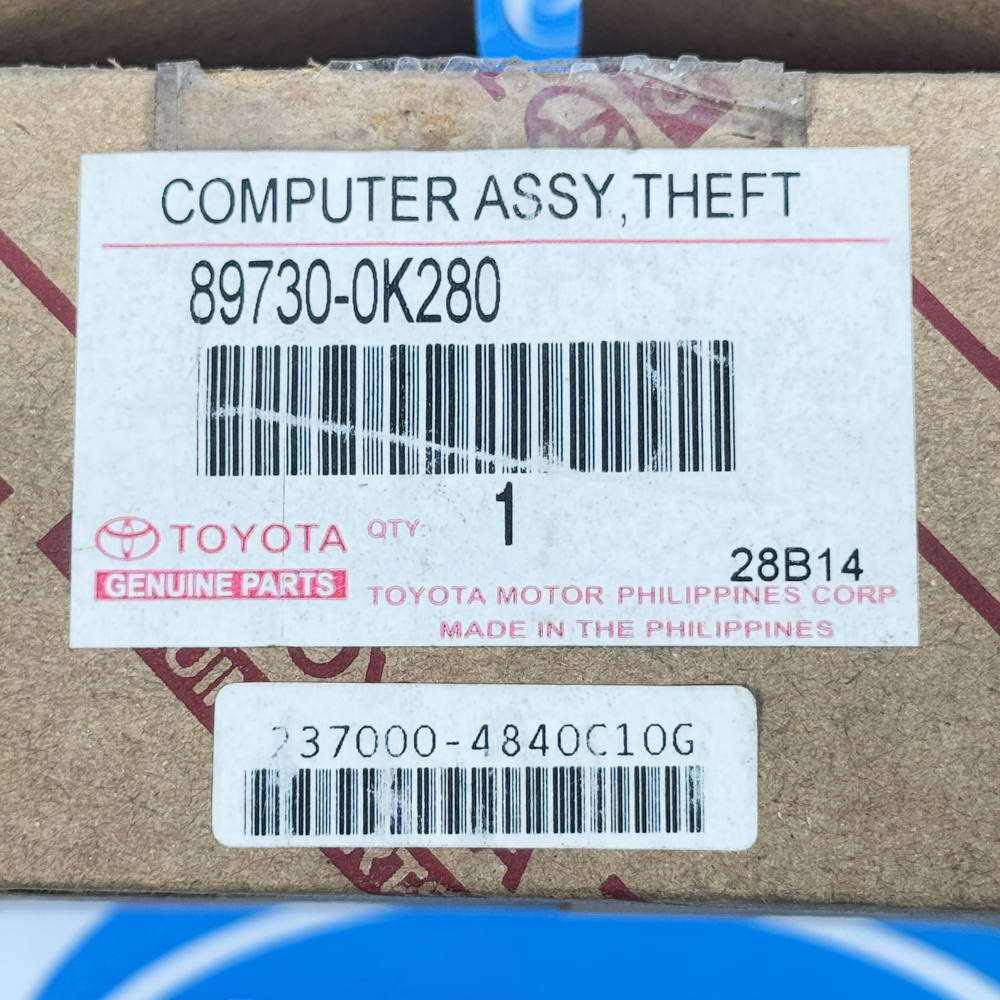 COMPUTER ASSY,THEFT
89730-0K280
1
QTY
TOYOTA
GENUINE PARTS
28B14
TOYOTA MOTOR PHILIPPINES CORP
MADE IN THE PHILIPPINES
237000-4840C10G